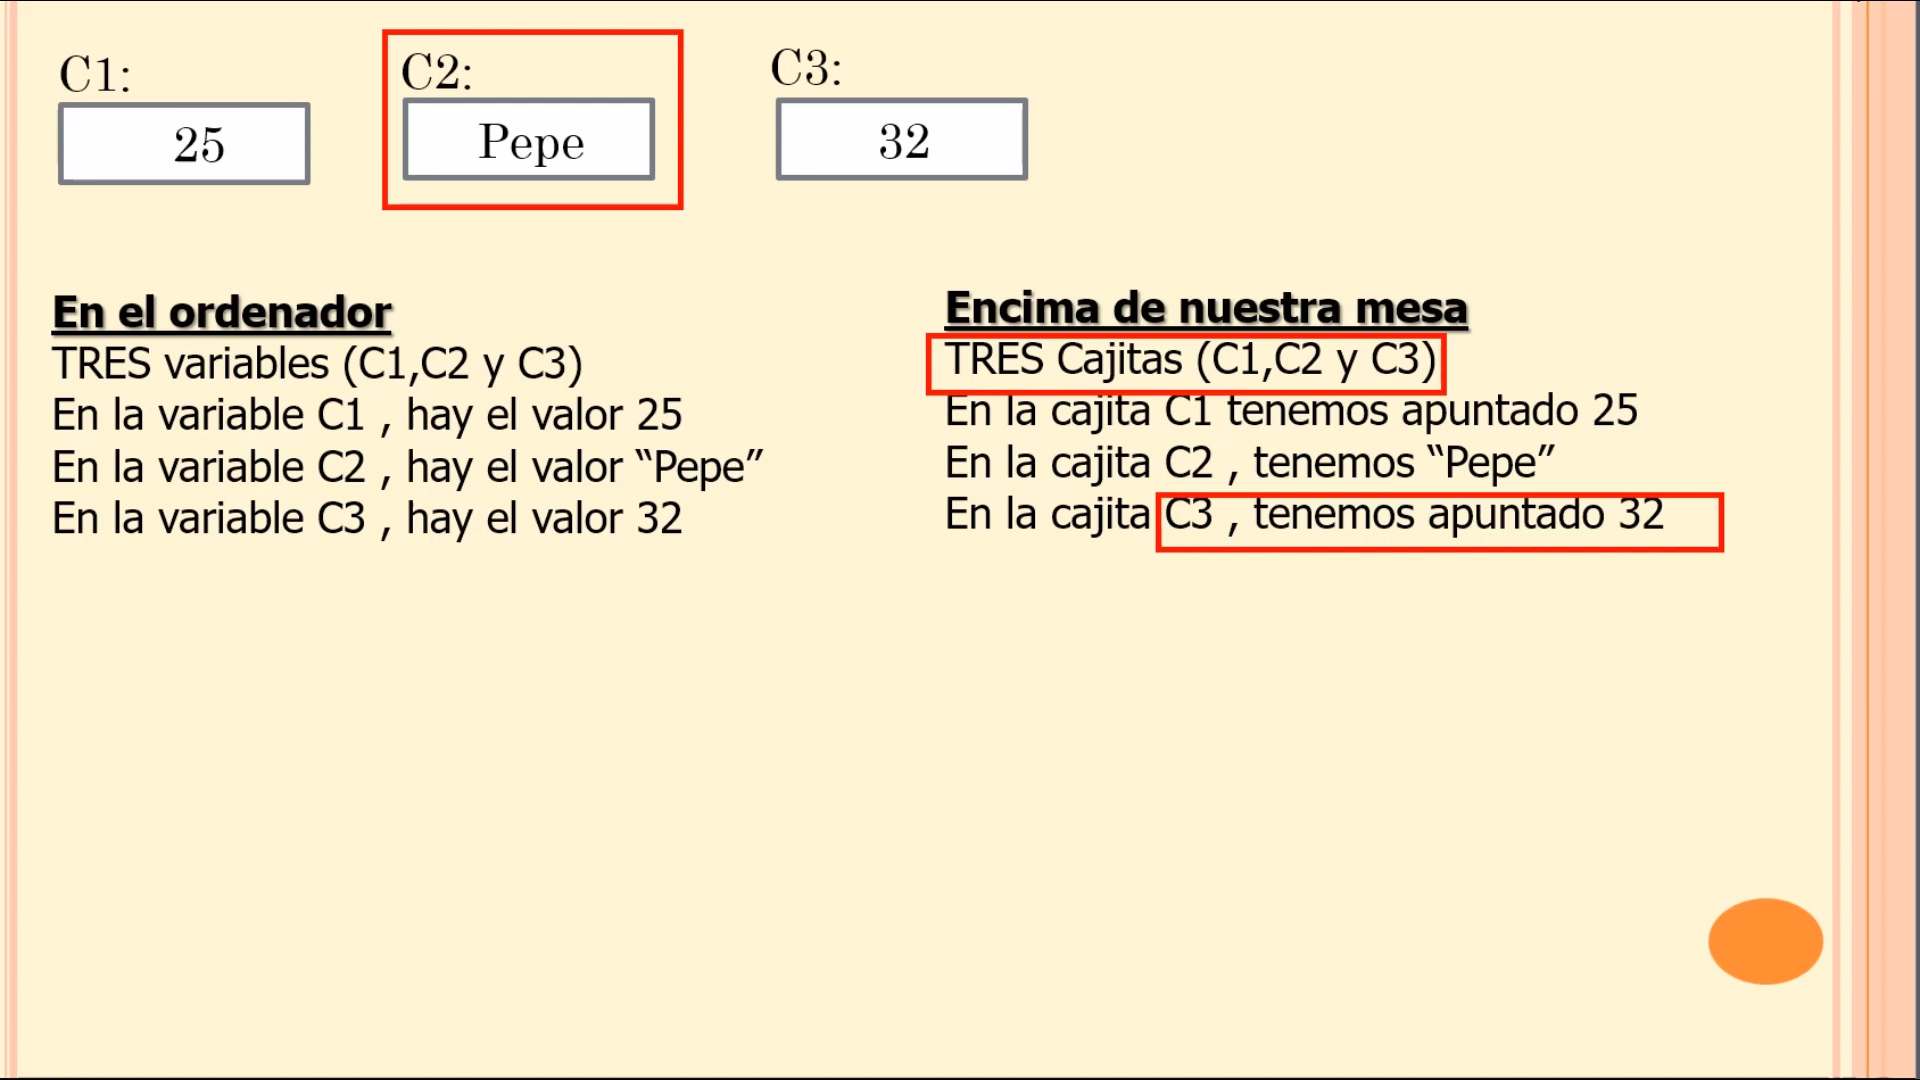 C1:
25
C2:
Pepe
C3:
32
En el ordenador
TRES variables (C1,C2 y C3)
En la variable C1 , hay el valor 25
En la variable C2 , hay el valor “Pepe”
En la variable C3 , hay el valor 32
Encima de nuestra mesa
TRES Cajitas (C1,C2 y C3)
En la cajita C1 tenemos apuntado 25
En la cajita C2 , tenemos “Pepe”
En la cajita C3 , tenemos apuntado 32